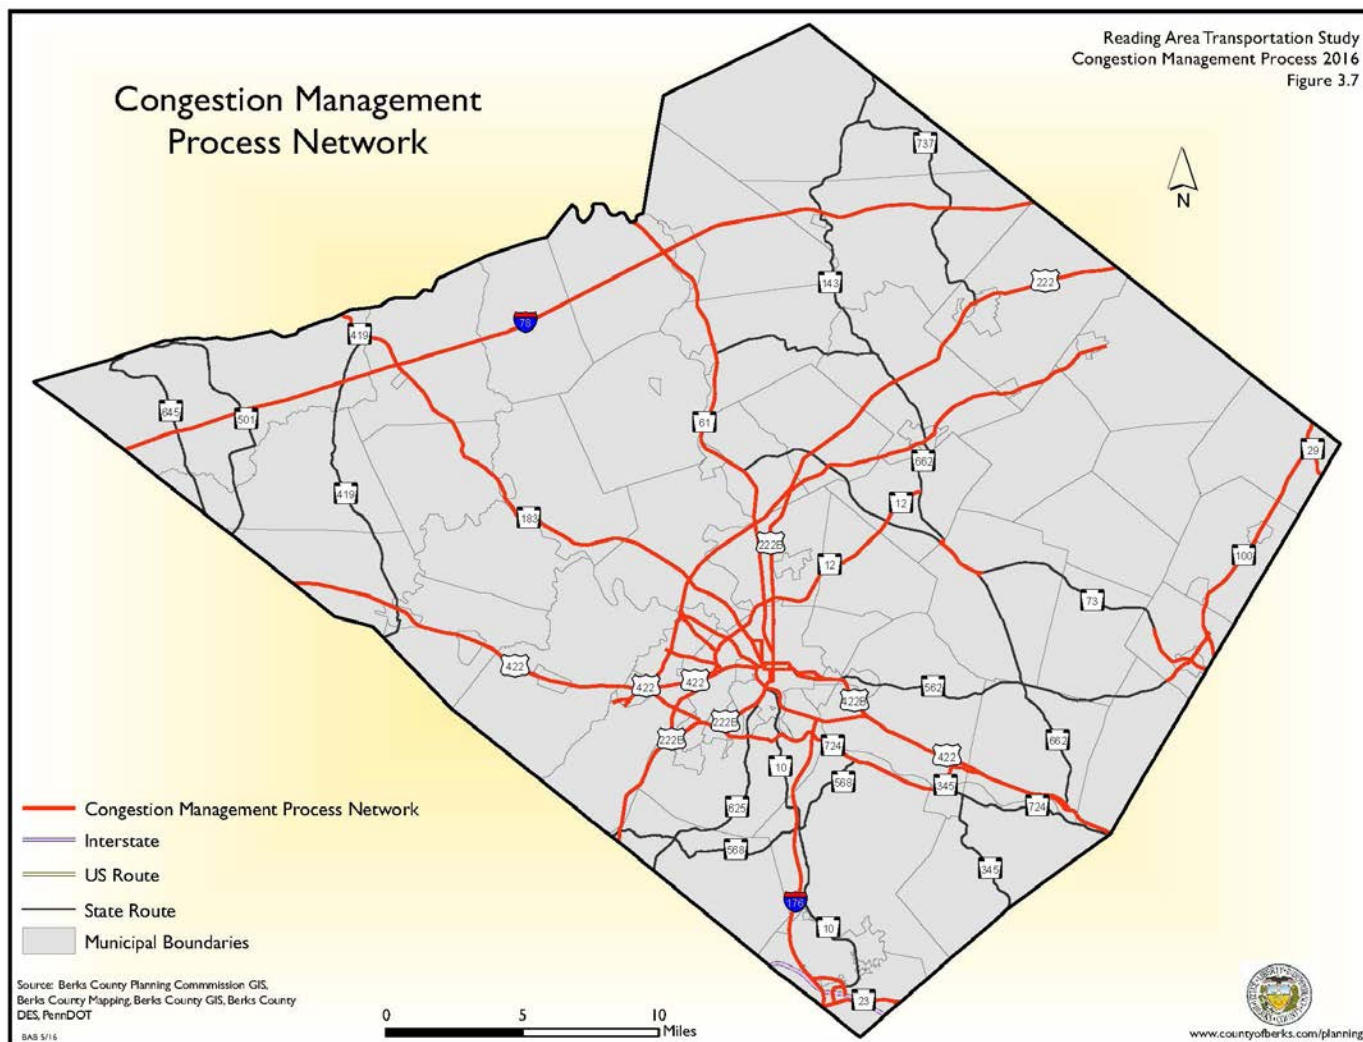 Reading Area Transportation Study
Congestion Management Process 2016
Figure 3.7
Congestion Management
Process Network
737
N
143
222
78
419
645
501
61
29
662
419
12
183
222B
12
100
73
422
422
422
562
422B
222B
222B
724
662
422
10
568
345
724
625
568
345
176
10
23
Congestion Management Process Network
Interstate
US Route
State Route
Municipal Boundaries
Source: Berks County Planning Commmission GIS,
Berks County Mapping, Berks County GIS, Berks County
DES, PennDOT
BAB 5/16
0 5 10
Miles
www.countyofberks.com/planning